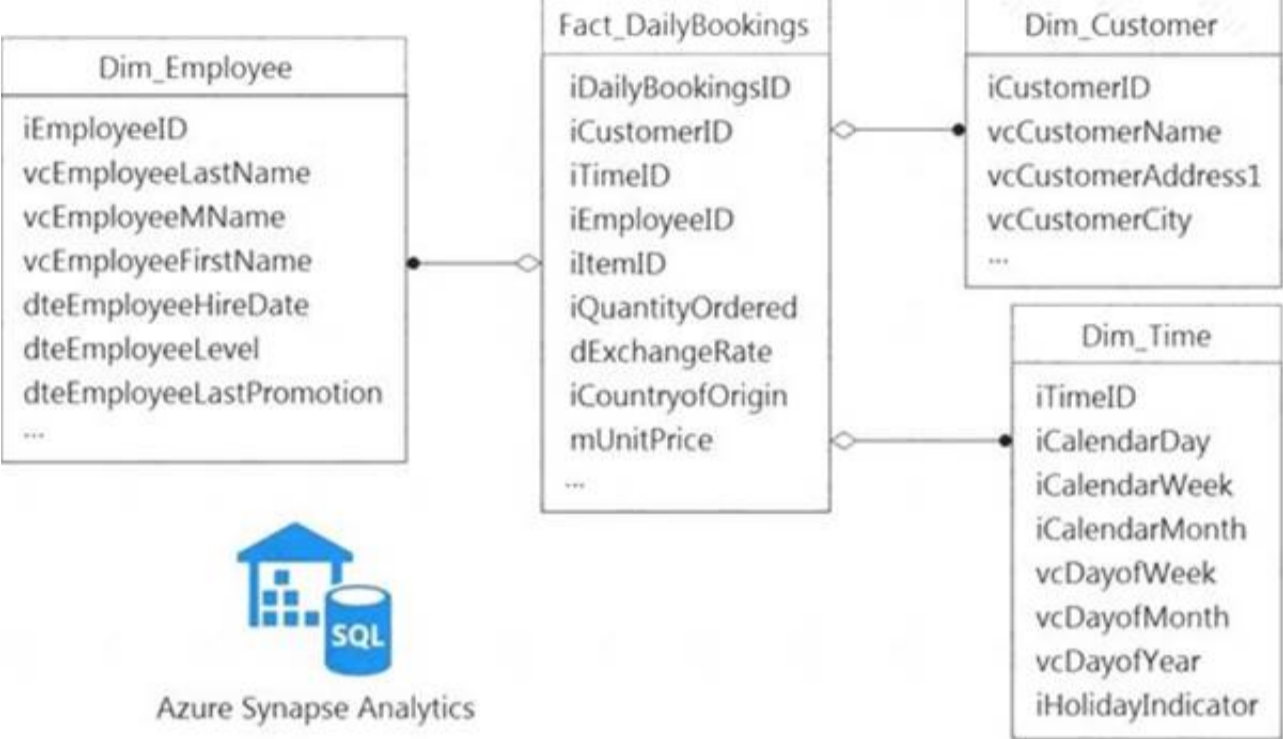 Dim_Employee
iEmployeeID
vcEmployeeLastName
vcEmployeeMName
vcEmployeeFirstName
dteEmployeeHireDate
dteEmployeeLevel
dteEmployeeLastPromotion
...
Fact_DailyBookings
iDailyBookingsID
iCustomerID
iTimeID
iEmployeeID
iItemID
iQuantityOrdered
dExchangeRate
iCountryofOrigin
mUnitPrice
...
Dim_Customer
iCustomerID
vcCustomerName
vcCustomerAddress1
vcCustomerCity
...
Dim_Time
iTimeID
iCalendarDay
iCalendarWeek
iCalendarMonth
vcDayofWeek
vcDayofMonth
vcDayofYear
iHolidayIndicator
SQL
Azure Synapse Analytics